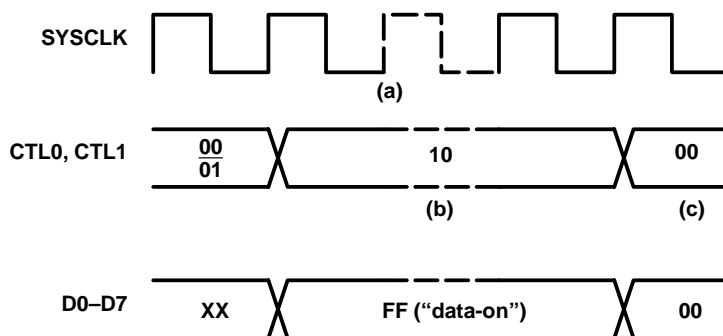 SYSCLK
(a)
CTL0, CTL1
00
01
10
00
(b)
(c)
D0–D7
XX
FF (“data-on”)
00